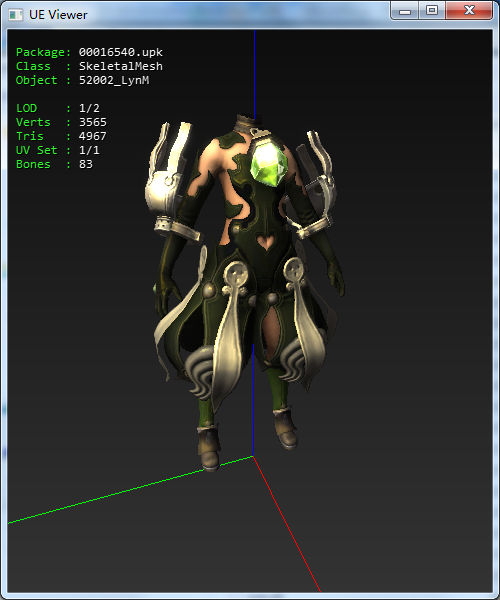 UE Viewer
Package: 00016540.upk
Class : SkeletalMesh
Object : 52002_LynM
LOD : 1/2
Verts : 3565
Tris : 4967
UV Set : 1/1
Bones : 83